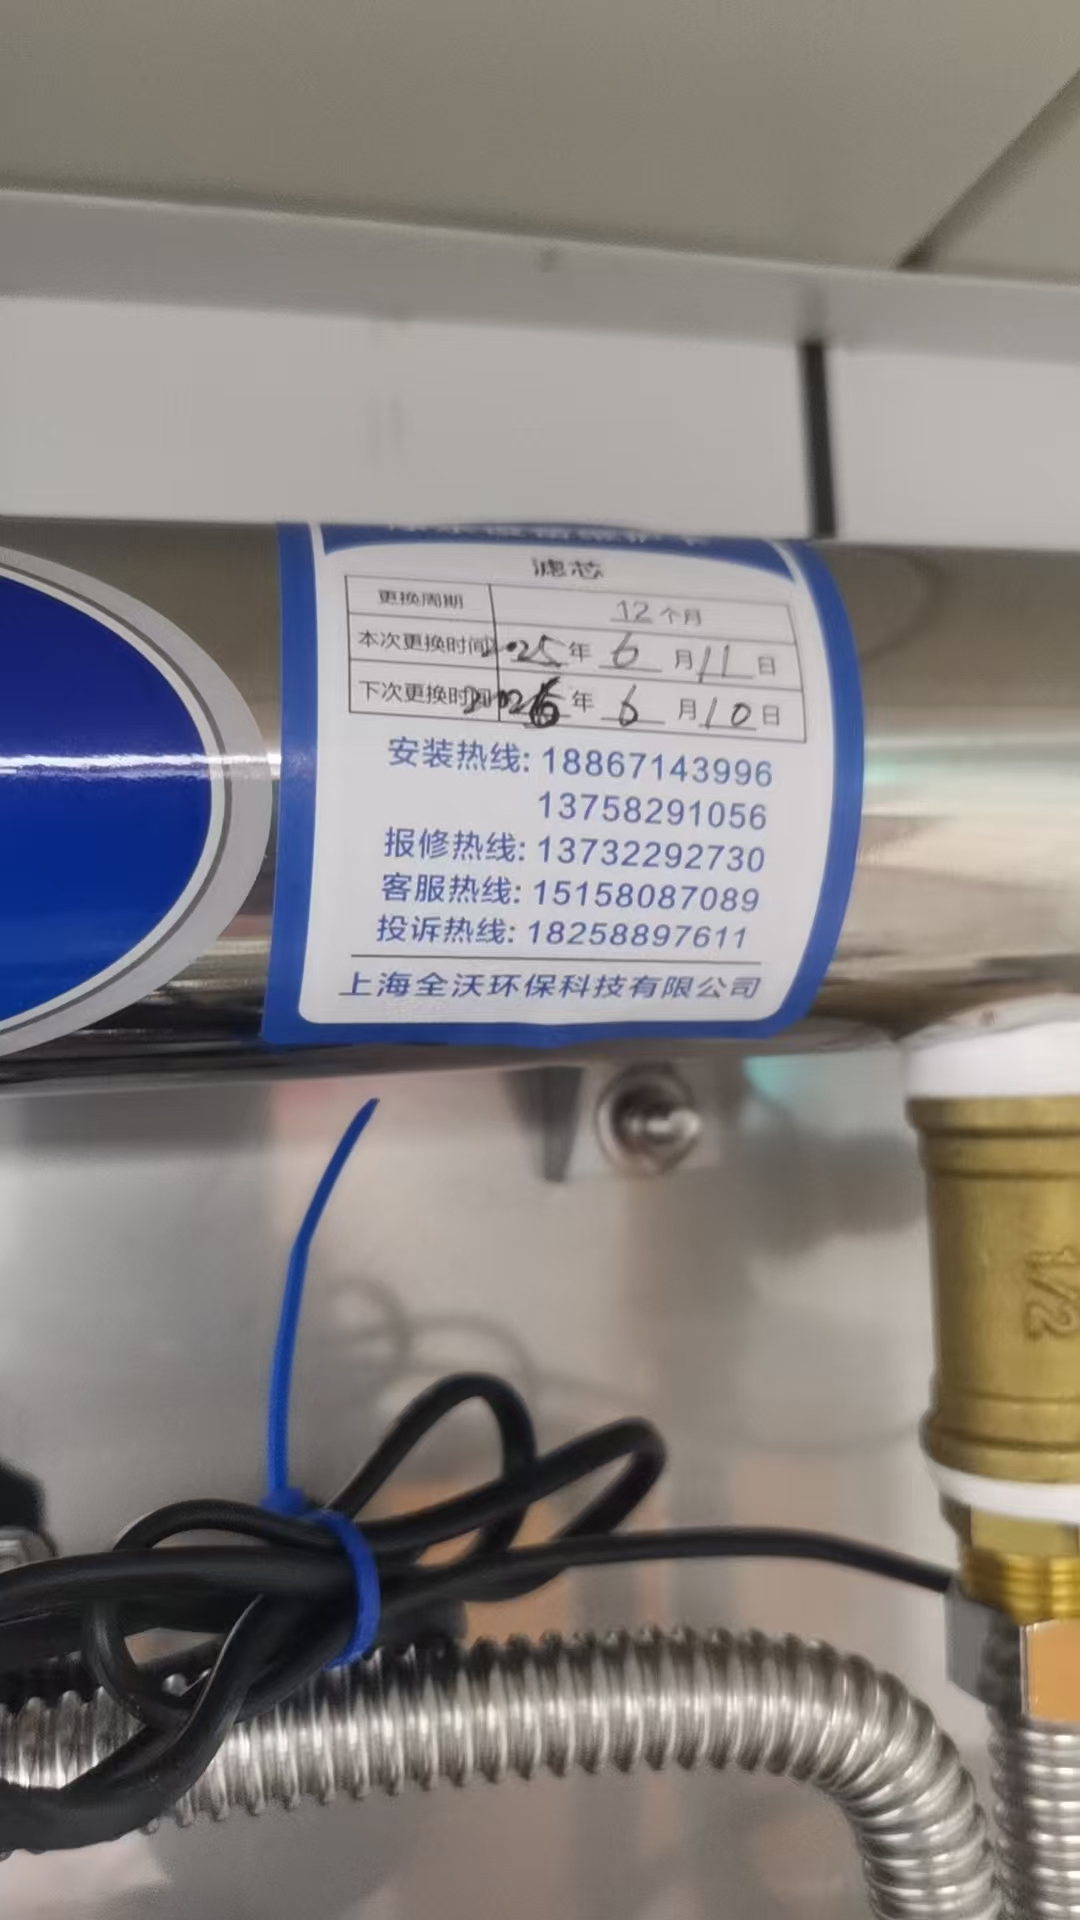 滤芯
更换周期 12个月
本次更换时间 2025年 6月11日
下次更换时间 2026年 6月10日
安装热线: 18867143996
13758291056
报修热线: 13732292730
客服热线: 15158087089
投诉热线: 18258897611
上海全沃环保科技有限公司
1/2